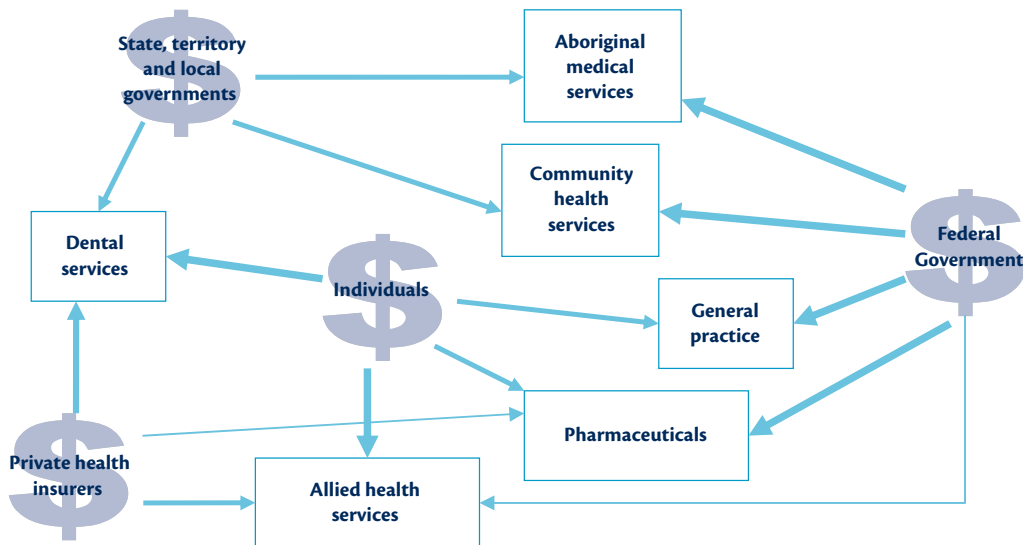 State, territory
and local
governments
Aboriginal
medical
services
Community
health
services
Federal
Government
Dental
services
Individuals
General
practice
Pharmaceuticals
Private health
insurers
Allied health
services